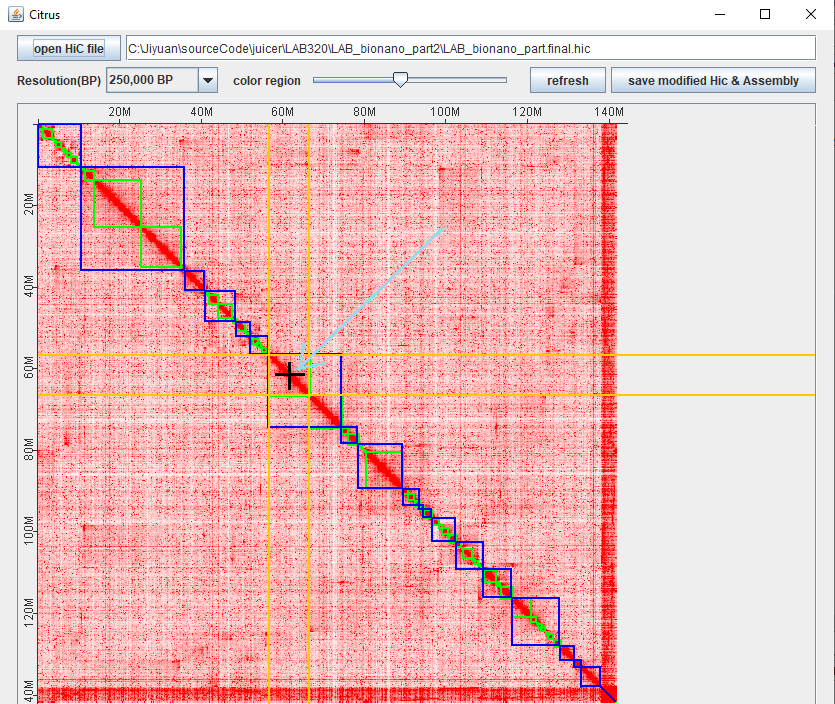 Citrus
open HiC file C:\Jiyuan\sourceCode\juicer\LAB320\LAB_bionano_part2\LAB_bionano_part.final.hic
Resolution(BP) 250,000 BP color region refresh save modified Hic & Assembly
20M 40M 60M 80M 100M 120M 140M
20M
40M
60M
80M
100M
120M
40M